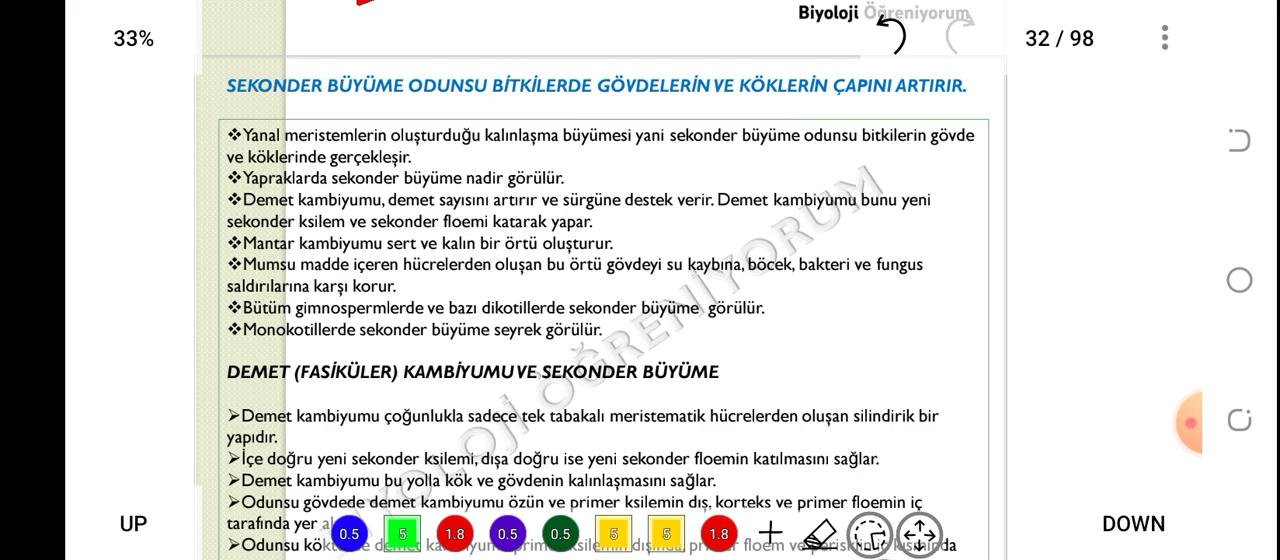 Biyoloji Öğreniyorum
33%
32 / 98
SEKONDER BÜYÜME ODUNSU BİTKİLERDE GÖVDELERİN VE KÖKLERİN ÇAPINI ARTIRIR.
❖Yanal meristemlerin oluşturduğu kalınlaşma büyümesi yani sekonder büyüme odunsu bitkilerin gövde
ve köklerinde gerçekleşir.
❖Yapraklarda sekonder büyüme nadir görülür.
❖Demet kambiyumu, demet sayısını artırır ve sürgüne destek verir. Demet kambiyumu bunu yeni
sekonder ksilem ve sekonder floemi katarak yapar.
❖Mantar kambiyumu sert ve kalın bir örtü oluşturur.
❖Mumsu madde içeren hücrelerden oluşan bu örtü gövdeyi su kaybına, böcek, bakteri ve fungus
saldırılarına karşı korur.
❖Bütüm gimnospermlerde ve bazı dikotillerde sekonder büyüme görülür.
❖Monokotillerde sekonder büyüme seyrek görülür.
BİYOLOJİ ÖĞRENİYORUM
DEMET (FASİKÜLER) KAMBİYUMU VE SEKONDER BÜYÜME
➢Demet kambiyumu çoğunlukla sadece tek tabakalı meristematik hücrelerden oluşan silindirik bir
yapıdır.
➢İçe doğru yeni sekonder ksilemi, dışa doğru ise yeni sekonder floemin katılmasını sağlar.
➢Demet kambiyumu bu yolla kök ve gövdenin kalınlaşmasını sağlar.
➢Odunsu gövdede demet kambiyumu özün ve primer ksilemin dış, korteks ve primer floemin iç
tarafında yer
➢Odunsu floem ve
UP
0.5 5 1.8 0.5 0.5 5 5 1.8
DOWN